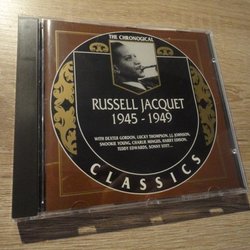 THE CHRONOGICAL
RUSSELL JACQUET
1945 - 1949
WITH DEXTER GORDON, LUCKY THOMPSON, J.J. JOHNSON,
SNOOKIE YOUNG, CHARLIE MINGUS, HARRY EDISON,
TEDDY EDWARDS, SONNY STITT...
CLASSICS